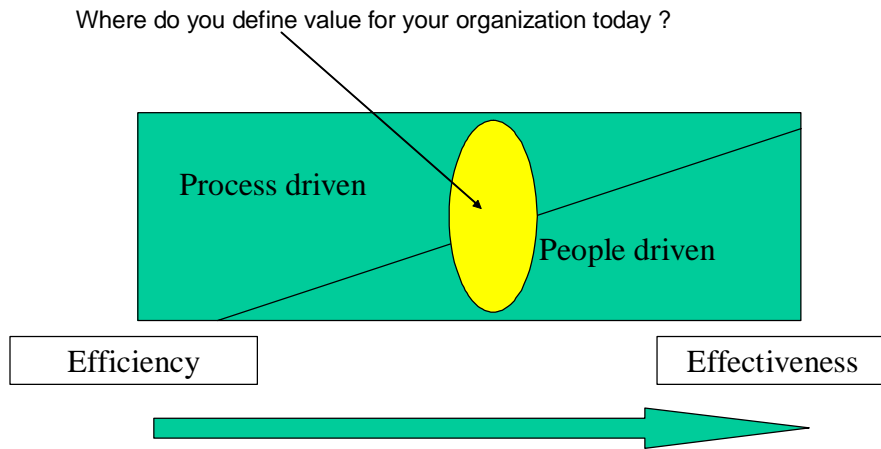 Where do you define value for your organization today ?
Process driven
People driven
Efficiency
Effectiveness